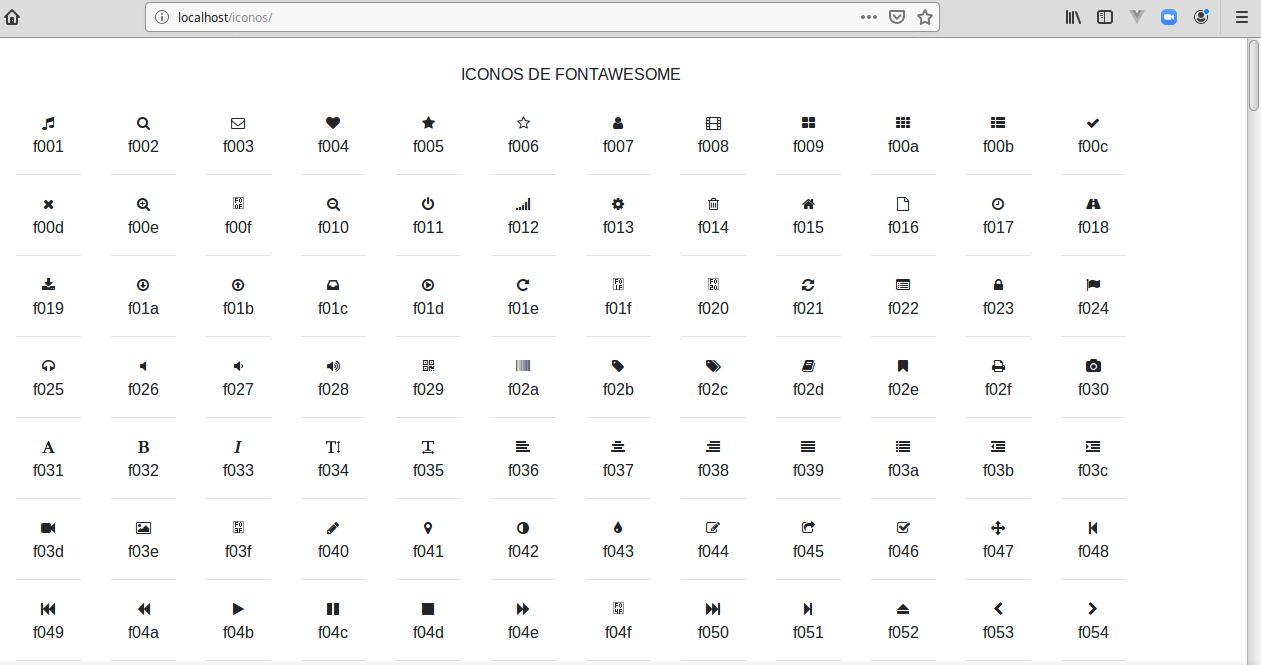 localhost/iconos/
ICONOS DE FONTAWESOME
f001 f002 f003 f004 f005 f006 f007 f008 f009 f00a f00b f00c
f00d f00e f00f f010 f011 f012 f013 f014 f015 f016 f017 f018
f019 f01a f01b f01c f01d f01e f01f f020 f021 f022 f023 f024
f025 f026 f027 f028 f029 f02a f02b f02c f02d f02e f02f f030
f031 f032 f033 f034 f035 f036 f037 f038 f039 f03a f03b f03c
f03d f03e f03f f040 f041 f042 f043 f044 f045 f046 f047 f048
f049 f04a f04b f04c f04d f04e f04f f050 f051 f052 f053 f054